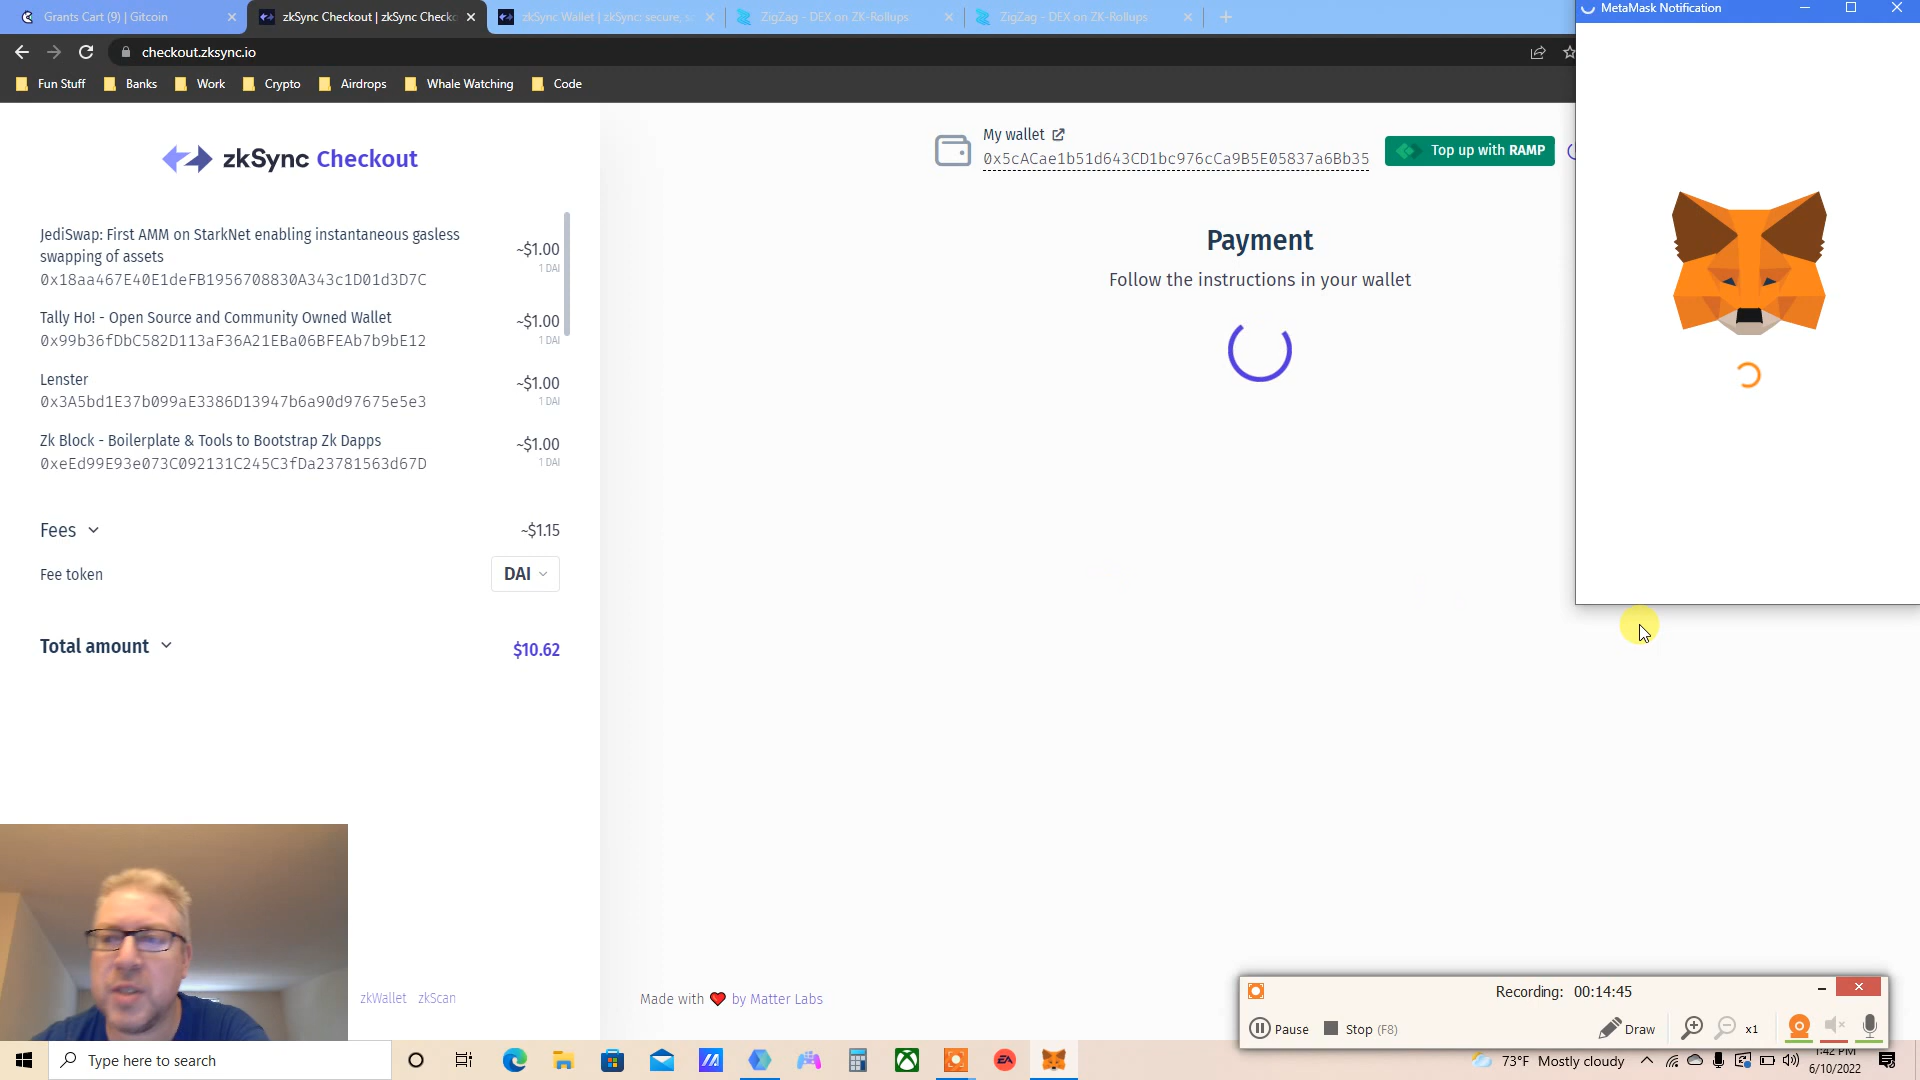 Grants Cart (9) | Gitcoin
zkSync Checkout | zkSync Checko
zkSync Wallet | zkSync: secure, sc
ZigZag - DEX on ZK-Rollups
ZigZag - DEX on ZK-Rollups
MetaMask Notification
checkout.zksync.io
Fun Stuff
Banks
Work
Crypto
Airdrops
Whale Watching
Code
zkSync Checkout
My wallet
0x5cACae1b51d643CD1bc976cCa9B5E05837a6Bb35
Top up with RAMP
JediSwap: First AMM on StarkNet enabling instantaneous gasless
swapping of assets
0x18aa467E40E1deFB1956708830A343c1D01d3D7C
~$1.00
1 DAI
Tally Ho! - Open Source and Community Owned Wallet
0x99b36fDbC582D113aF36A21EBa06BFEAb7b9bE12
~$1.00
1 DAI
Lenster
0x3A5bd1E37b099aE3386D13947b6a90d97675e5e3
~$1.00
1 DAI
Zk Block - Boilerplate & Tools to Bootstrap Zk Dapps
0xeEd99E93e073C092131C245C3fDa23781563d67D
~$1.00
1 DAI
Fees
~$1.15
Fee token
DAI
Total amount
$10.62
Payment
Follow the instructions in your wallet
zkWallet
zkScan
Made with ❤ by Matter Labs
Recording: 00:14:45
Pause
Stop (F8)
Draw
x1
Type here to search
EA
73°F Mostly cloudy
1:42 PM
6/10/2022